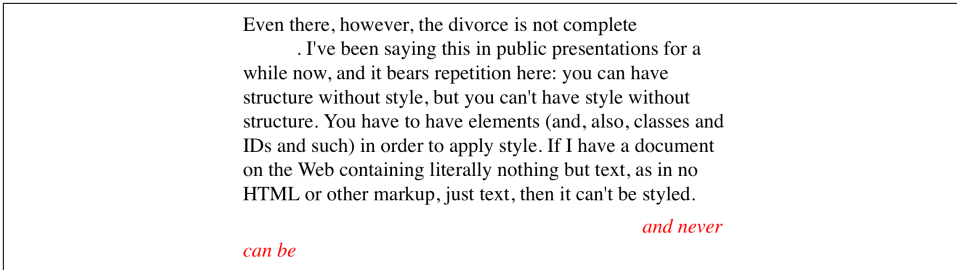 Even there, however, the divorce is not complete
. I've been saying this in public presentations for a
while now, and it bears repetition here: you can have
structure without style, but you can't have style without
structure. You have to have elements (and, also, classes and
IDs and such) in order to apply style. If I have a document
on the Web containing literally nothing but text, as in no
HTML or other markup, just text, then it can't be styled.
and never
can be